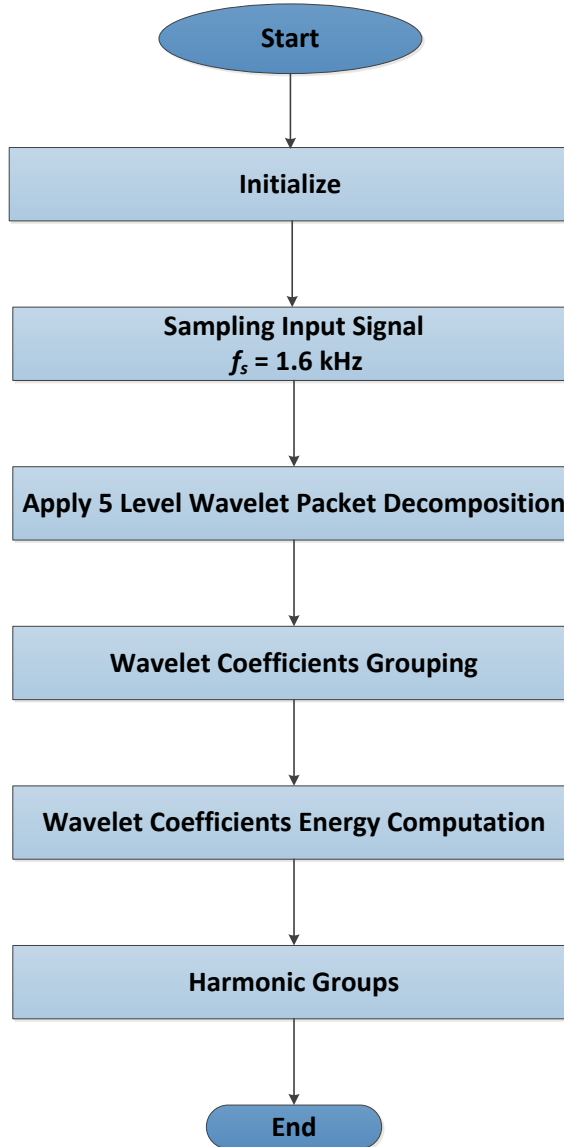 Start
Initialize
Sampling Input Signal
fs = 1.6 kHz
Apply 5 Level Wavelet Packet Decomposition
Wavelet Coefficients Grouping
Wavelet Coefficients Energy Computation
Harmonic Groups
End